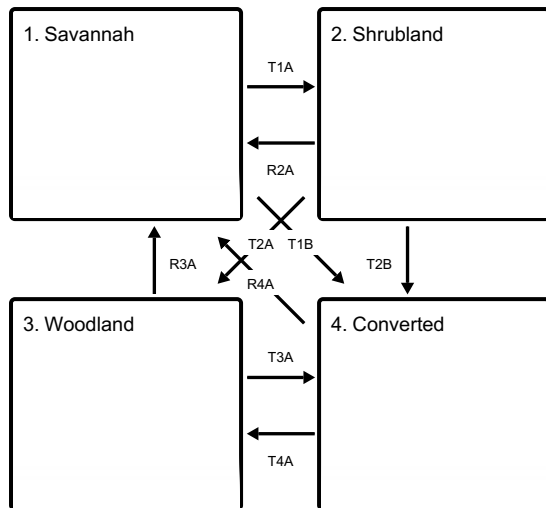 1. Savannah
2. Shrubland
T1A
R2A
T2A
T1B
R3A
R4A
T2B
3. Woodland
4. Converted
T3A
T4A